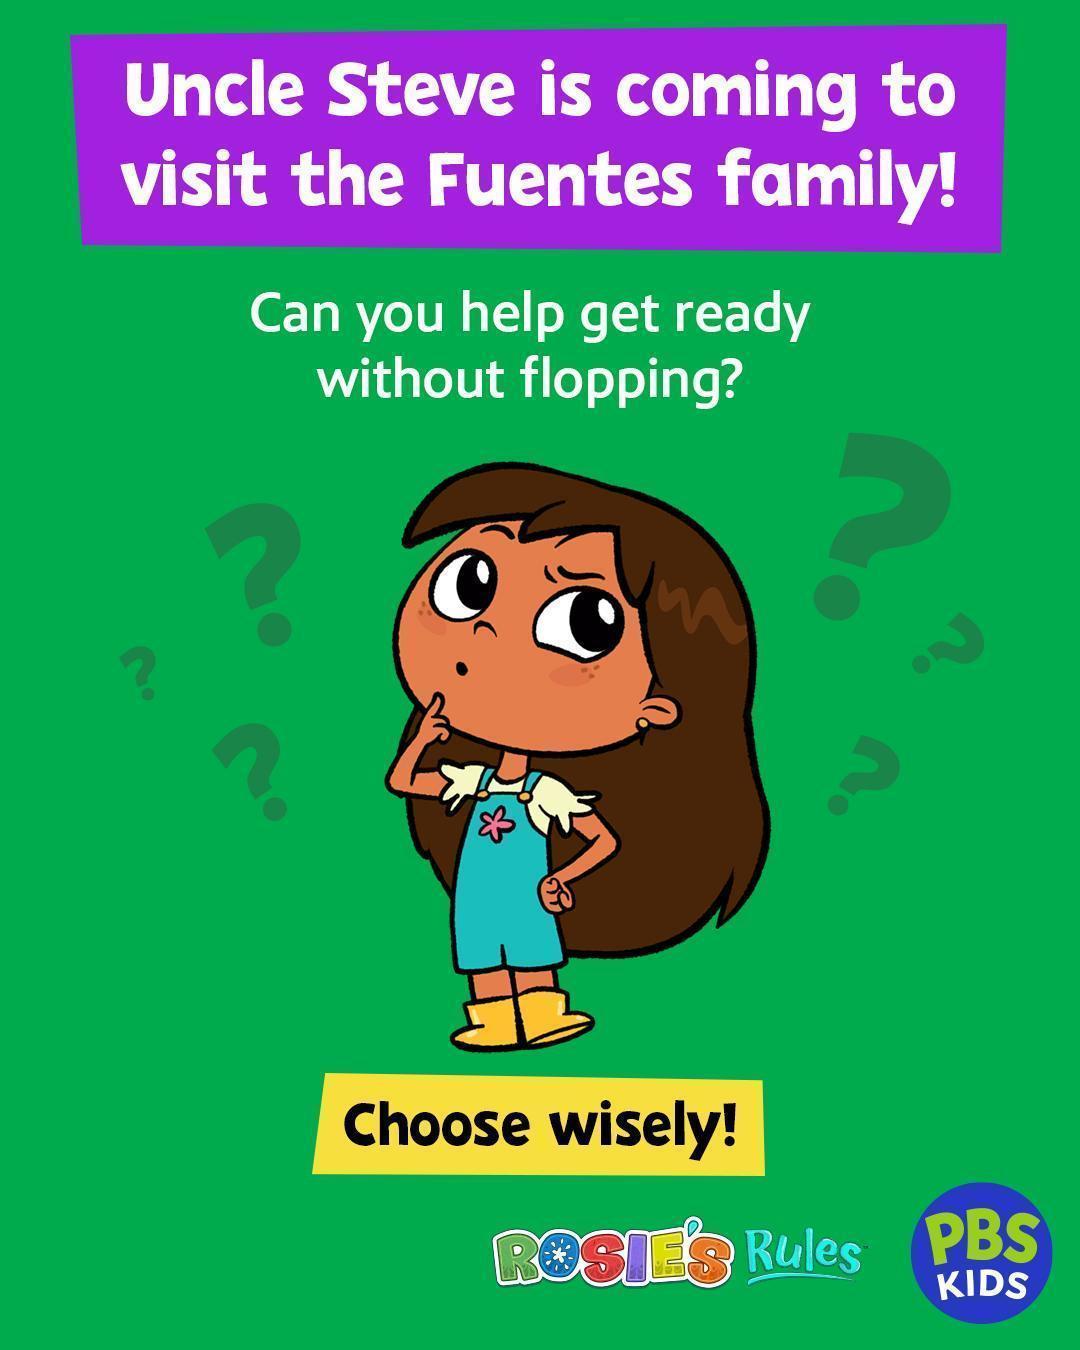 Uncle Steve is coming to
visit the Fuentes family!
Can you help get ready
without flopping?
?
?
?
?
?
?
Choose wisely!
ROSIE'S Rules
PBS
KIDS